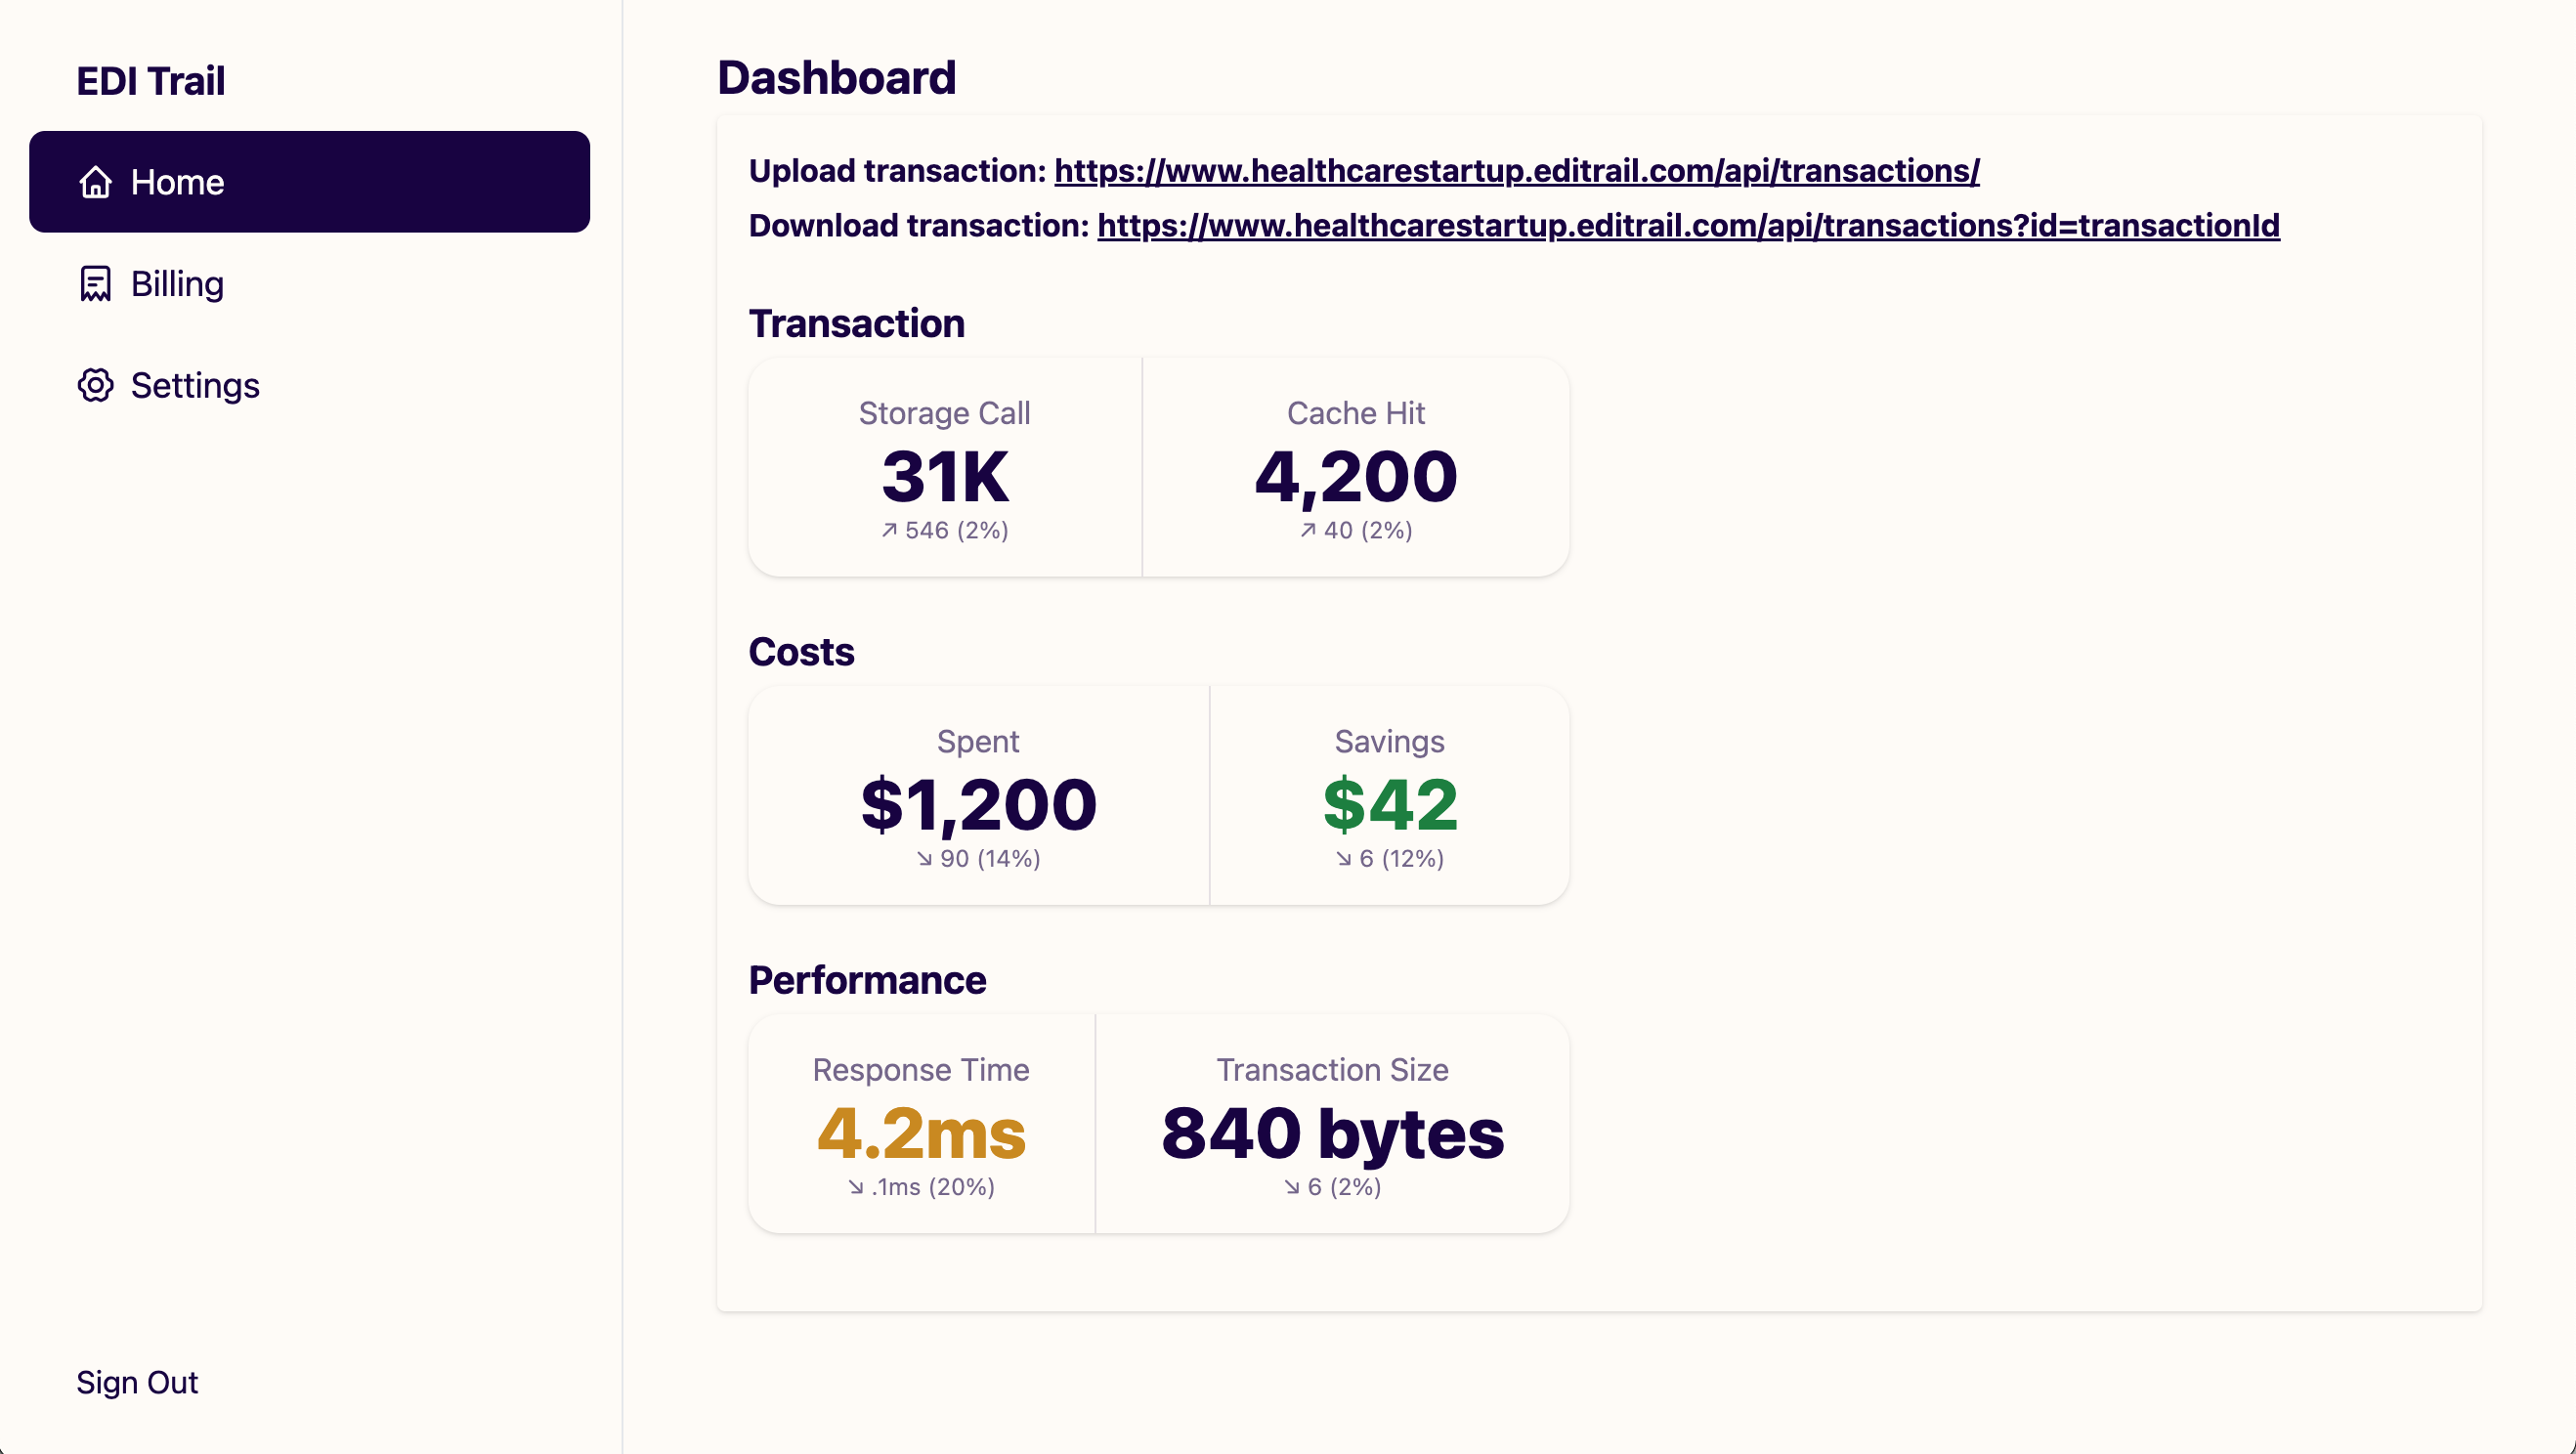 EDI Trail
Home
Billing
Settings
Sign Out
Dashboard
Upload transaction: https://www.healthcarestartup.editrail.com/api/transactions/
Download transaction: https://www.healthcarestartup.editrail.com/api/transactions?id=transactionId
Transaction
Storage Call
31K
↗︎ 546 (2%)
Cache Hit
4,200
↗︎ 40 (2%)
Costs
Spent
$1,200
↘︎ 90 (14%)
Savings
$42
↘︎ 6 (12%)
Performance
Response Time
4.2ms
↘︎ .1ms (20%)
Transaction Size
840 bytes
↘︎ 6 (2%)